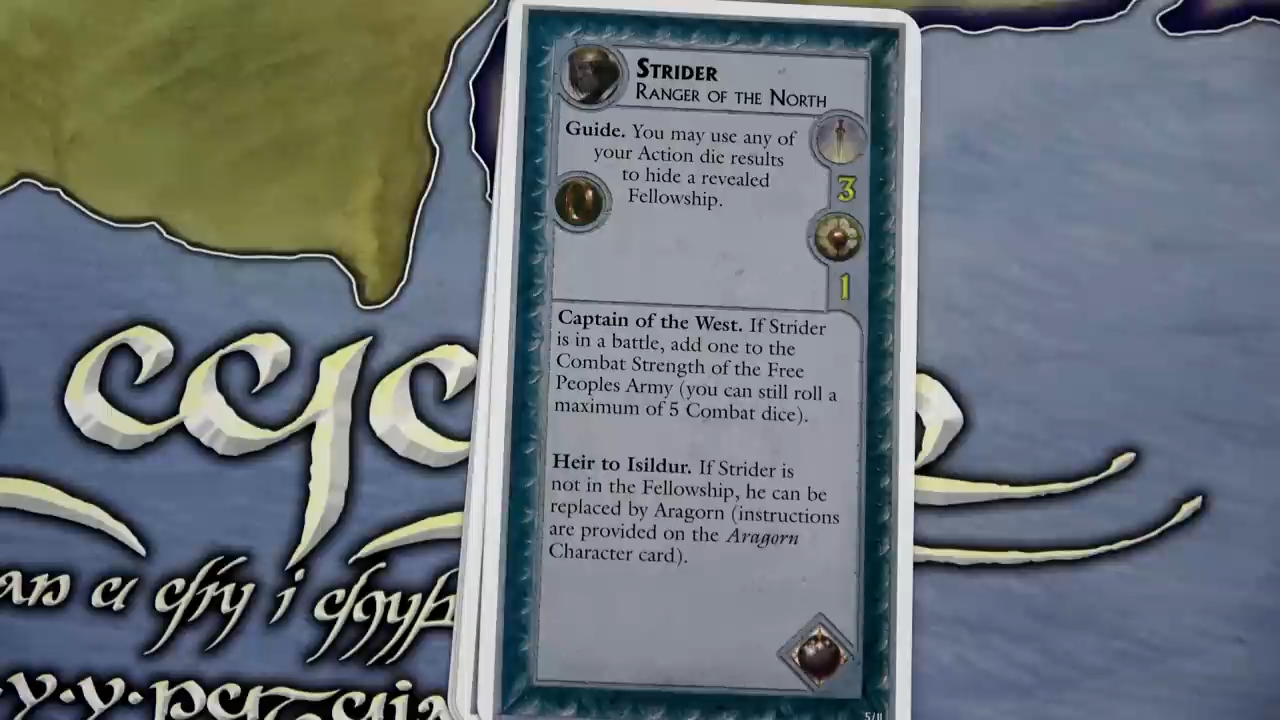 STRIDER
RANGER OF THE NORTH
Guide. You may use any of
your Action die results
to hide a revealed
Fellowship.
3
1
Captain of the West. If Strider
is in a battle, add one to the
Combat Strength of the Free
Peoples Army (you can still roll a
maximum of 5 Combat dice).
Heir to Isildur. If Strider is
not in the Fellowship, he can be
replaced by Aragorn (instructions
are provided on the Aragorn
Character card).